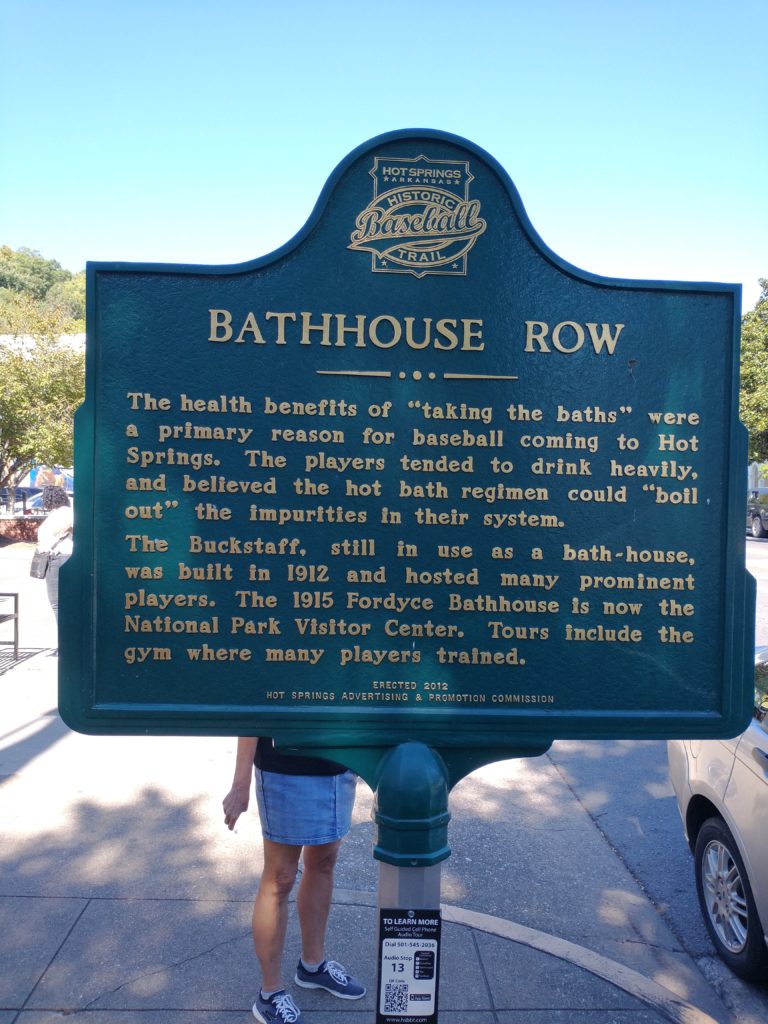 HOT SPRINGS
ARKANSAS
HISTORIC
Baseball
TRAIL
BATHHOUSE ROW
The health benefits of “taking the baths” were
a primary reason for baseball coming to Hot
Springs. The players tended to drink heavily,
and believed the hot bath regimen could “boil
out” the impurities in their system.
The Buckstaff, still in use as a bath-house,
was built in 1912 and hosted many prominent
players. The 1915 Fordyce Bathhouse is now the
National Park Visitor Center. Tours include the
gym where many players trained.
ERECTED 2012
HOT SPRINGS ADVERTISING & PROMOTION COMMISSION
TO LEARN MORE
Self Guided Cell Phone
Audio Tour
Dial 501-545-2036
Audio Stop
13
QR Code
www.hsbbt.com